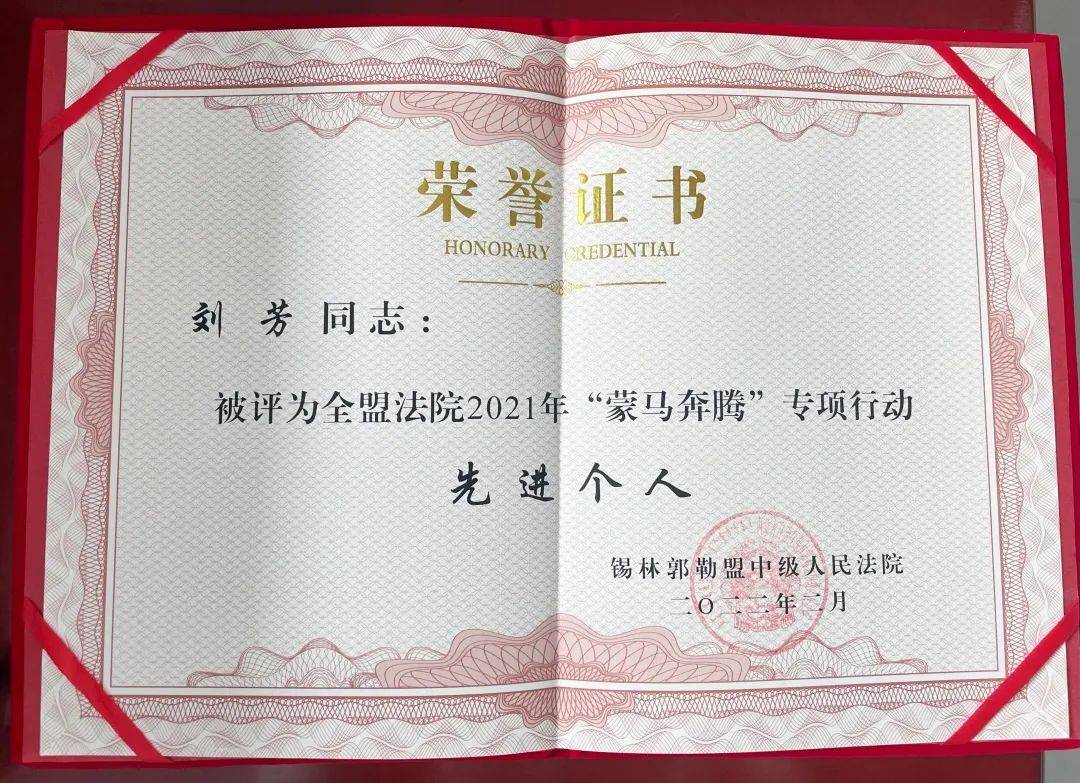 荣誉证书
HONORARY CREDENTIAL
刘 芳 同志：
被评为全盟法院2021年“蒙马奔腾”专项行动
先进个人
锡林郭勒盟中级人民法院
二〇二二年二月